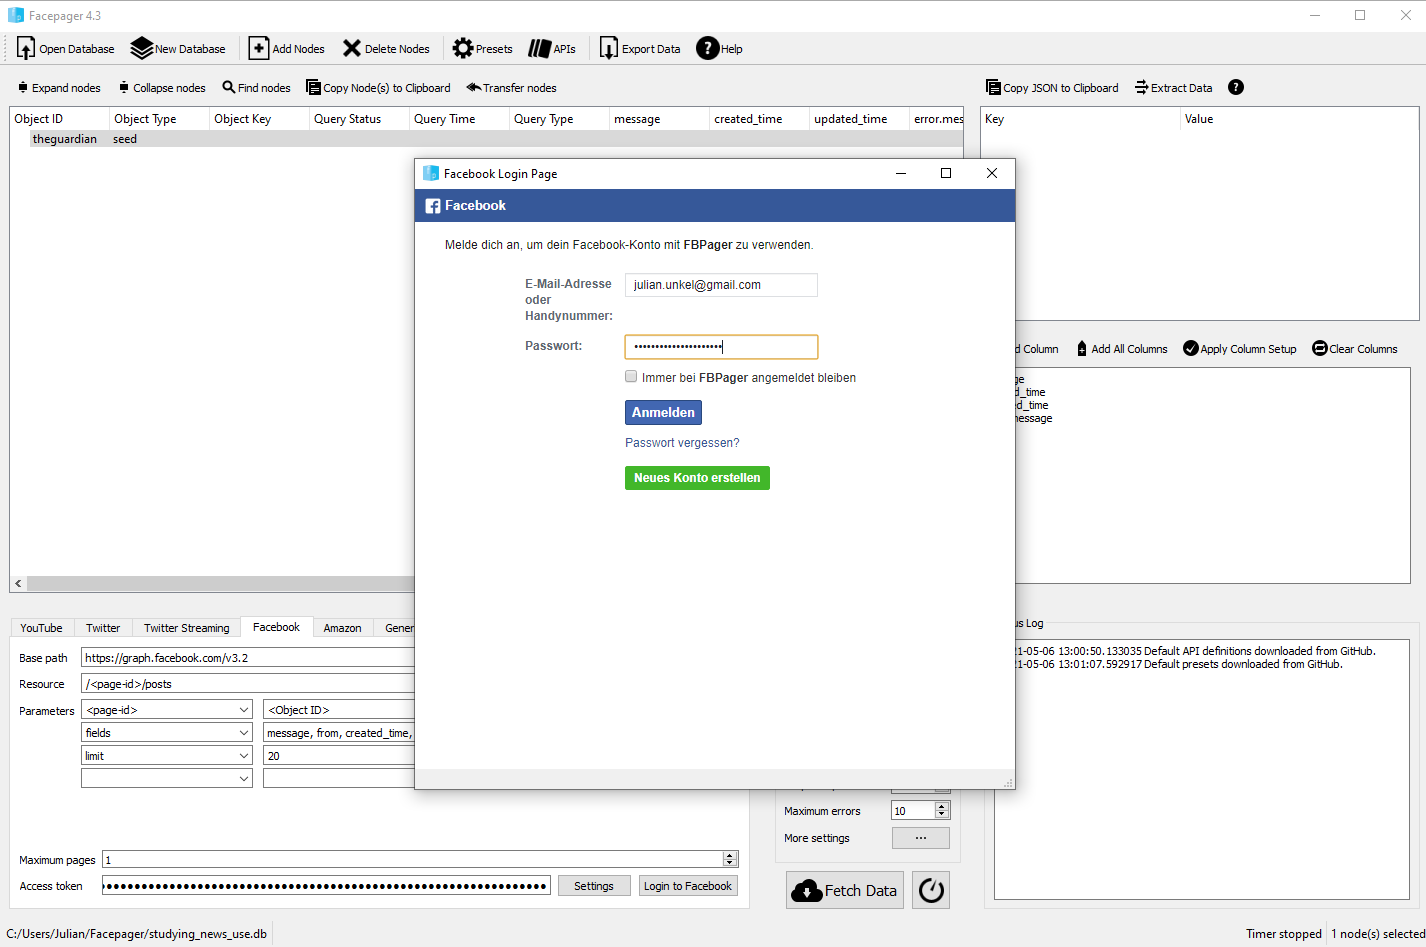 Facepager 4.3
Open Database New Database Add Nodes Delete Nodes Presets APIs Export Data Help
Expand nodes Collapse nodes Find nodes Copy Node(s) to Clipboard Transfer nodes
Copy JSON to Clipboard Extract Data
Object ID Object Type Object Key Query Status Query Time Query Type message created_time updated_time error.mes
theguardian seed
Key Value
Facebook Login Page
Facebook
Melde dich an, um dein Facebook-Konto mit FBPager zu verwenden.
E-Mail-Adresse
oder
Handynummer:
julian.unkel@gmail.com
Passwort:
Immer bei FBPager angemeldet bleiben
Anmelden
Passwort vergessen?
Neues Konto erstellen
d Column Add All Columns Apply Column Setup Clear Columns
ge
d_time
ed_time
message
YouTube Twitter Twitter Streaming Facebook Amazon Gener
Base path https://graph.facebook.com/v3.2
Resource /<page-id>/posts
Parameters <page-id> <Object ID>
fields message, from, created_time,
limit 20
Maximum pages 1
Access token
Settings Login to Facebook
Maximum errors 10
More settings ...
Fetch Data
us Log
21-05-06 13:00:50.133035 Default API definitions downloaded from GitHub.
21-05-06 13:01:07.592917 Default presets downloaded from GitHub.
C:/Users/Julian/Facepager/studying_news_use.db
Timer stopped 1 node(s) selected